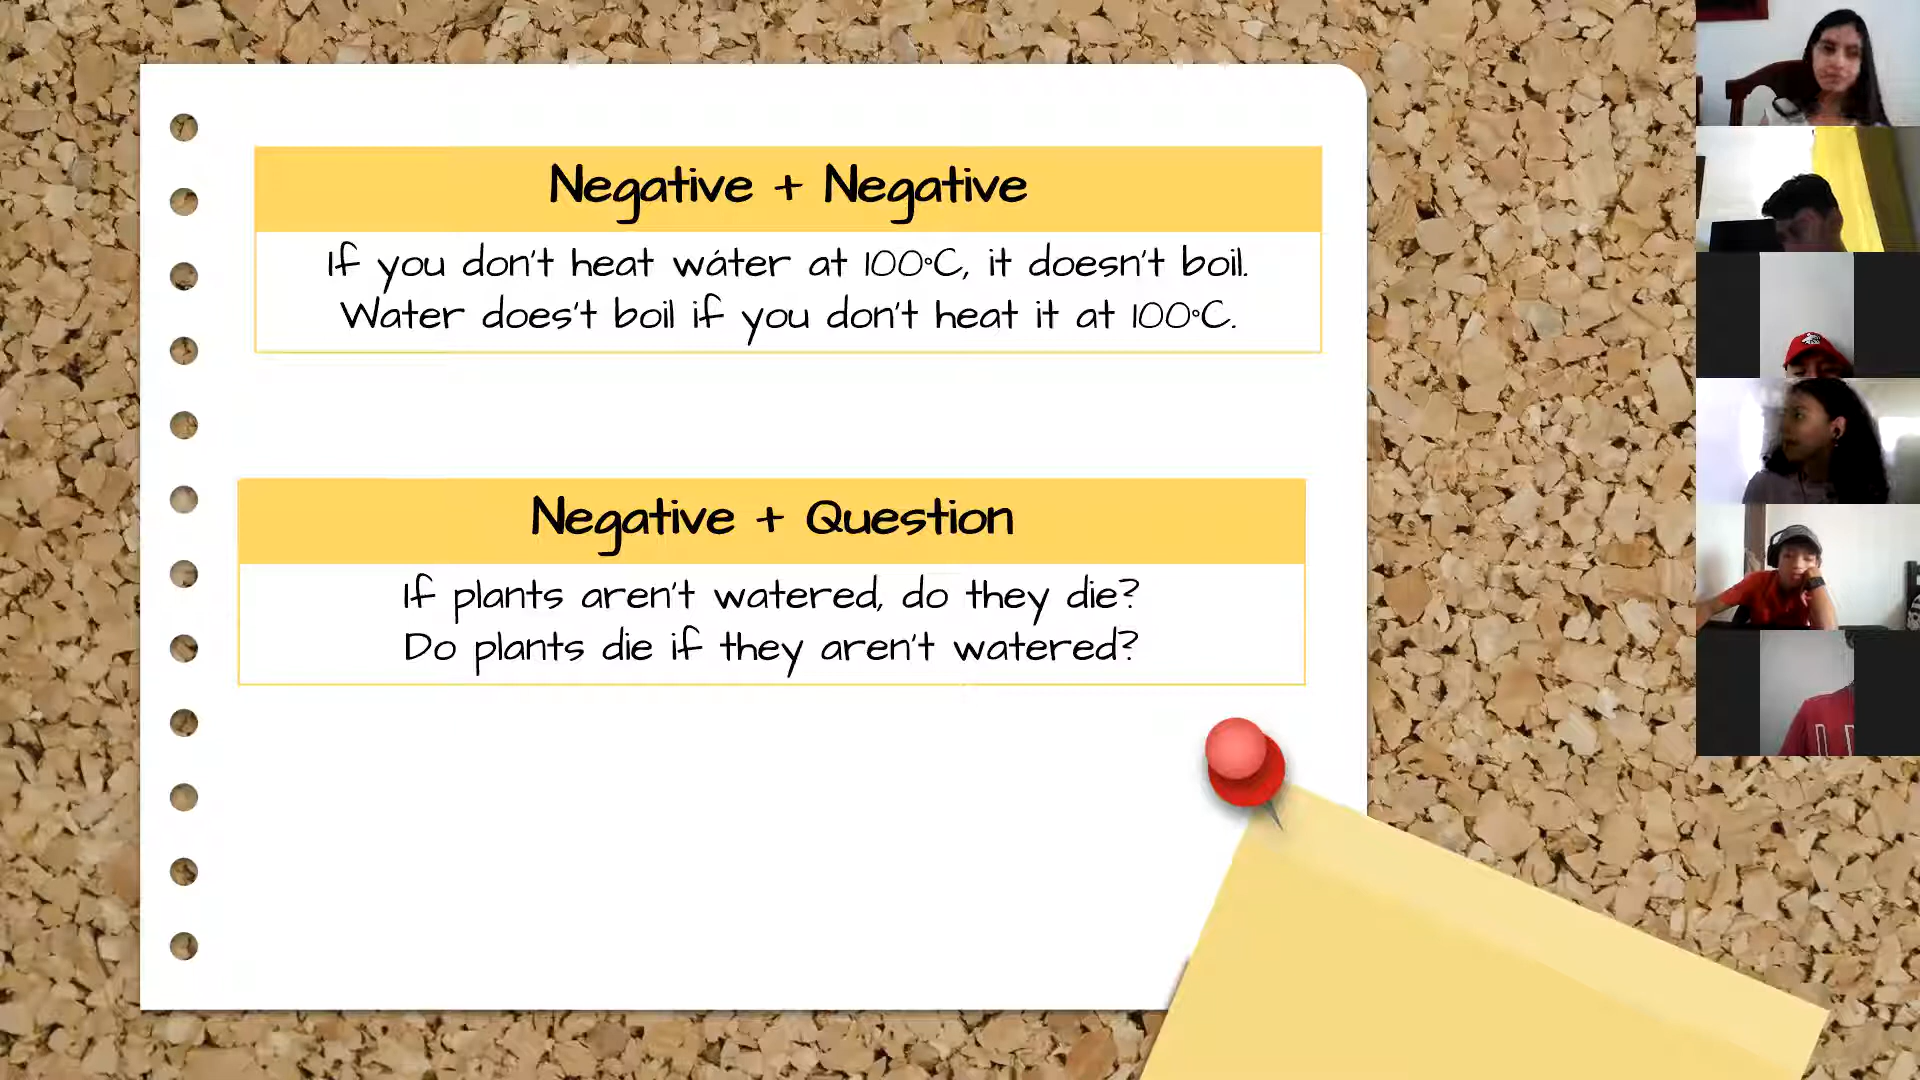 Negative + Negative
If you don't heat wáter at 100°C, it doesn't boil.
Water does't boil if you don't heat it at 100°C.
Negative + Question
If plants aren't watered, do they die?
Do plants die if they aren't watered?